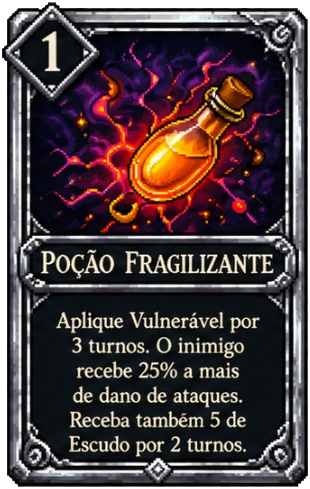 1
Poção Fragilizante
Aplique Vulnerável por
3 turnos. O inimigo
recebe 25% a mais
de dano de ataques.
Receba também 5 de
Escudo por 2 turnos.